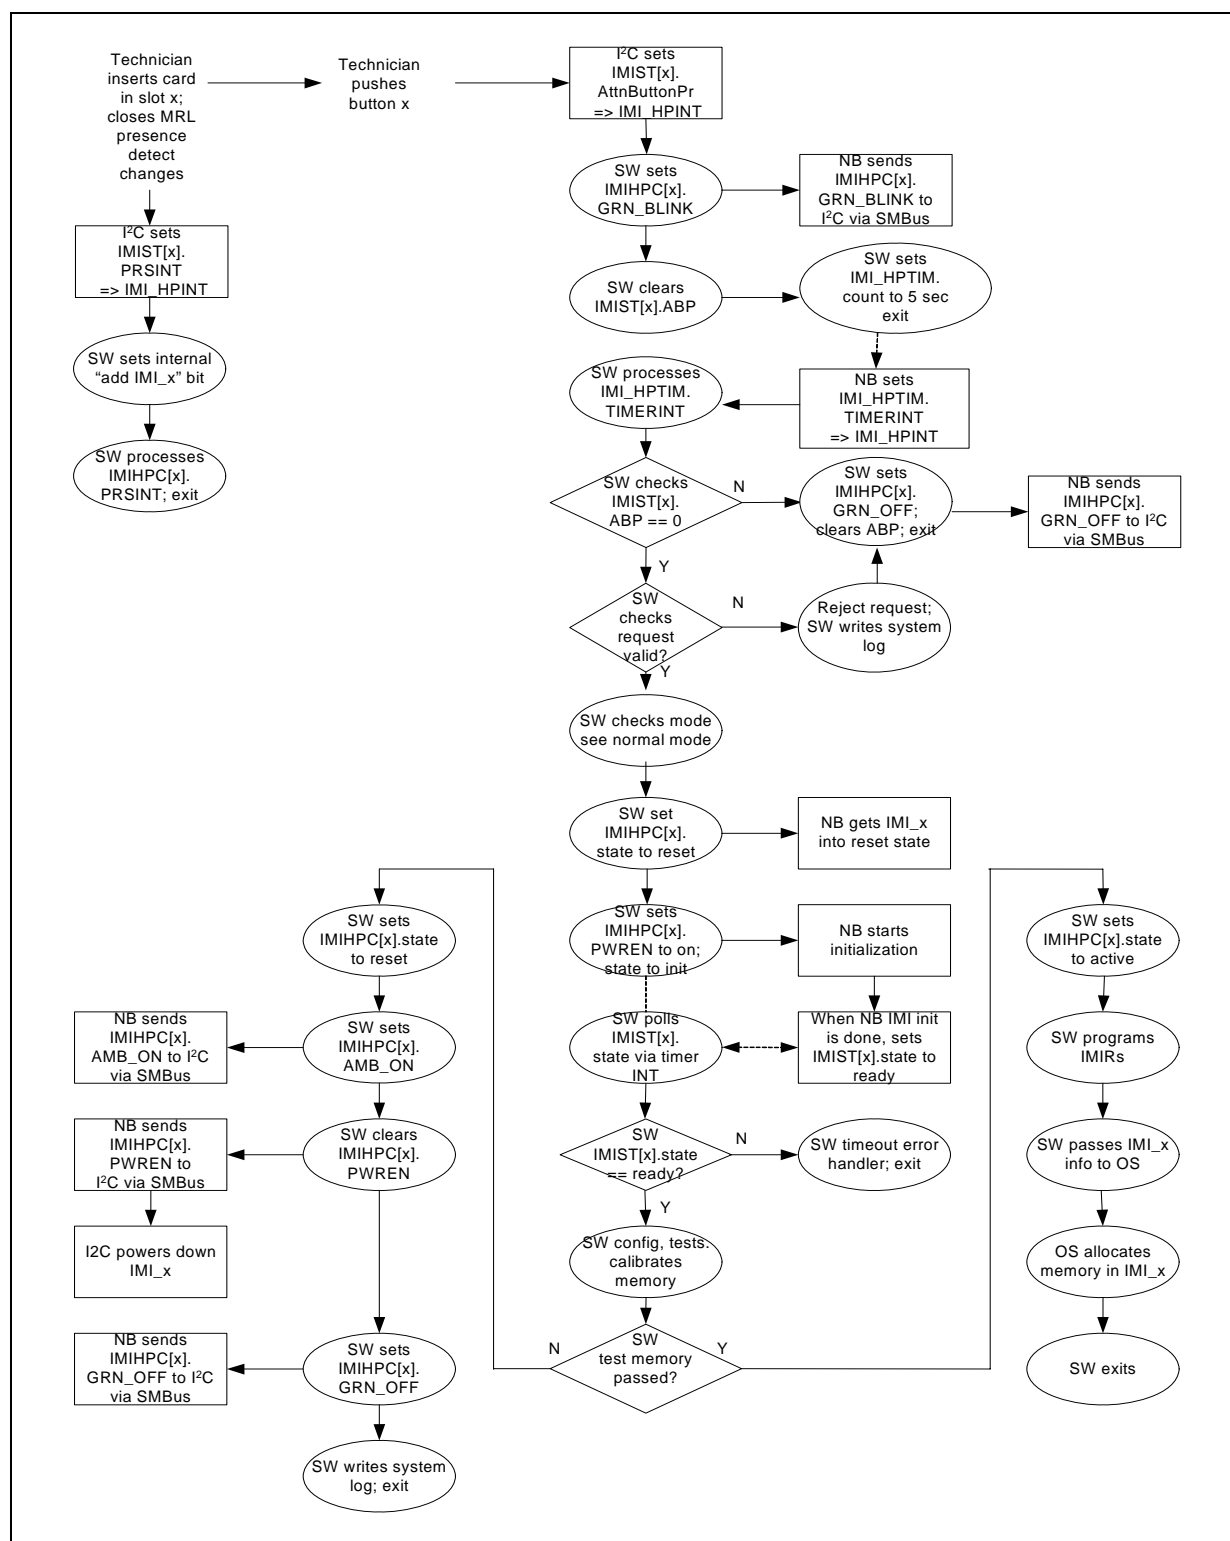 Technician
inserts card
in slot x;
closes MRL
presence
detect
changes
Technician
pushes
button x
I²C sets
IMIST[x].
AttnButtonPr
=> IMI_HPINT
SW sets
IMIHPC[x].
GRN_BLINK
NB sends
IMIHPC[x].
GRN_BLINK to
I²C via SMBus
I²C sets
IMIST[x].
PRSINT
=> IMI_HPINT
SW clears
IMIST[x].ABP
SW sets
IMI_HPTIM.
count to 5 sec
exit
SW sets internal
“add IMI_x” bit
SW processes
IMI_HPTIM.
TIMERINT
NB sets
IMI_HPTIM.
TIMERINT
=> IMI_HPINT
SW processes
IMIHPC[x].
PRSINT; exit
SW checks
IMIST[x].
ABP == 0
N
Y
SW sets
IMIHPC[x].
GRN_OFF;
clears ABP; exit
NB sends
IMIHPC[x].
GRN_OFF to I²C
via SMBus
SW
checks
request
valid?
N
Y
Reject request;
SW writes system
log
SW checks mode
see normal mode
SW set
IMIHPC[x].
state to reset
NB gets IMI_x
into reset state
SW sets
IMIHPC[x].state
to reset
SW sets
IMIHPC[x].
PWREN to on;
state to init
NB starts
initialization
SW sets
IMIHPC[x].state
to active
NB sends
IMIHPC[x].
AMB_ON to I²C
via SMBus
SW sets
IMIHPC[x].
AMB_ON
SW polls
IMIST[x].
state via timer
INT
When NB IMI init
is done, sets
IMIST[x].state to
ready
SW programs
IMIRs
NB sends
IMIHPC[x].
PWREN to
I²C via SMBus
SW clears
IMIHPC[x].
PWREN
SW
IMIST[x].state
== ready?
N
Y
SW timeout error
handler; exit
SW passes IMI_x
info to OS
I2C powers down
IMI_x
SW config, tests.
calibrates
memory
OS allocates
memory in IMI_x
NB sends
IMIHPC[x].
GRN_OFF to I²C
via SMBus
SW sets
IMIHPC[x].
GRN_OFF
N
SW
test memory
passed?
Y
SW exits
SW writes system
log; exit